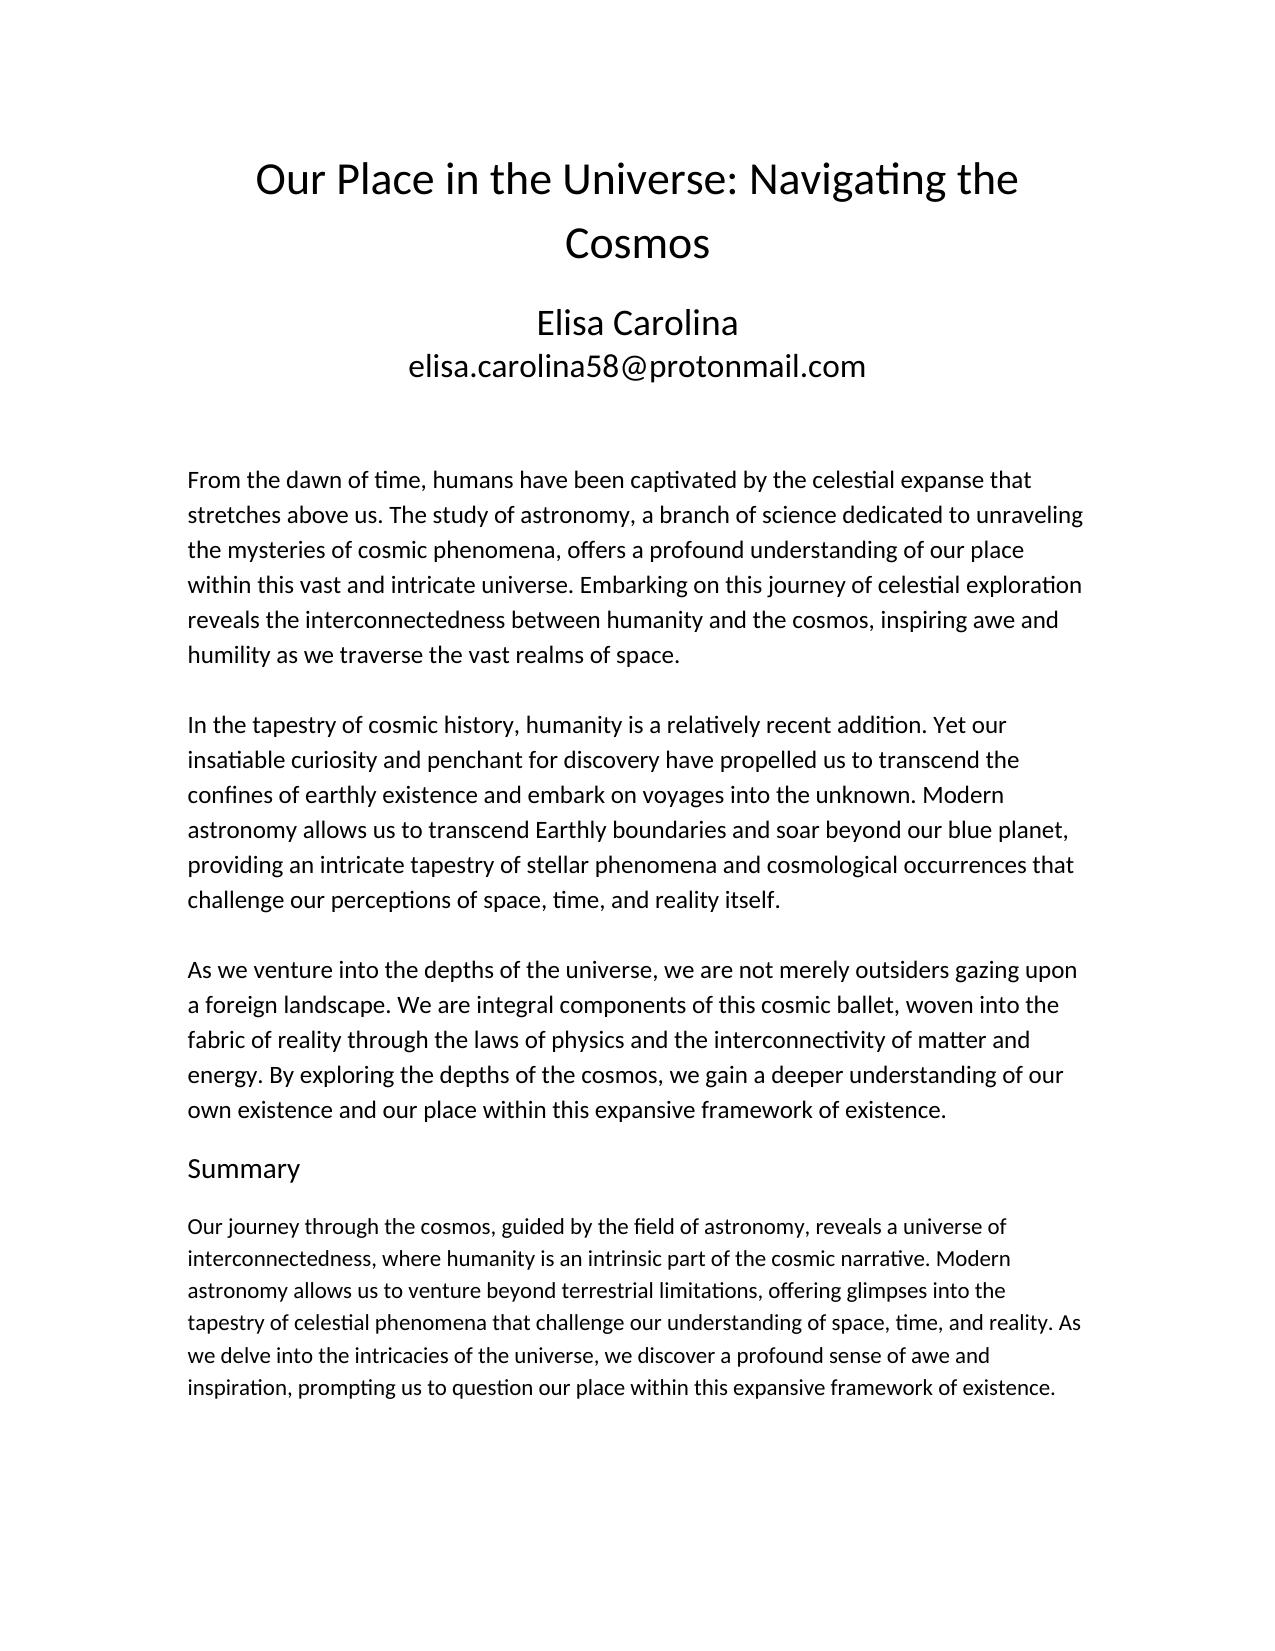 Our Place in the Universe: Navigating the
Cosmos
Elisa Carolina
elisa.carolina58@protonmail.com
From the dawn of time, humans have been captivated by the celestial expanse that
stretches above us. The study of astronomy, a branch of science dedicated to unraveling
the mysteries of cosmic phenomena, offers a profound understanding of our place
within this vast and intricate universe. Embarking on this journey of celestial exploration
reveals the interconnectedness between humanity and the cosmos, inspiring awe and
humility as we traverse the vast realms of space.
In the tapestry of cosmic history, humanity is a relatively recent addition. Yet our
insatiable curiosity and penchant for discovery have propelled us to transcend the
confines of earthly existence and embark on voyages into the unknown. Modern
astronomy allows us to transcend Earthly boundaries and soar beyond our blue planet,
providing an intricate tapestry of stellar phenomena and cosmological occurrences that
challenge our perceptions of space, time, and reality itself.
As we venture into the depths of the universe, we are not merely outsiders gazing upon
a foreign landscape. We are integral components of this cosmic ballet, woven into the
fabric of reality through the laws of physics and the interconnectivity of matter and
energy. By exploring the depths of the cosmos, we gain a deeper understanding of our
own existence and our place within this expansive framework of existence.
Summary
Our journey through the cosmos, guided by the field of astronomy, reveals a universe of
interconnectedness, where humanity is an intrinsic part of the cosmic narrative. Modern
astronomy allows us to venture beyond terrestrial limitations, offering glimpses into the
tapestry of celestial phenomena that challenge our understanding of space, time, and reality. As
we delve into the intricacies of the universe, we discover a profound sense of awe and
inspiration, prompting us to question our place within this expansive framework of existence.